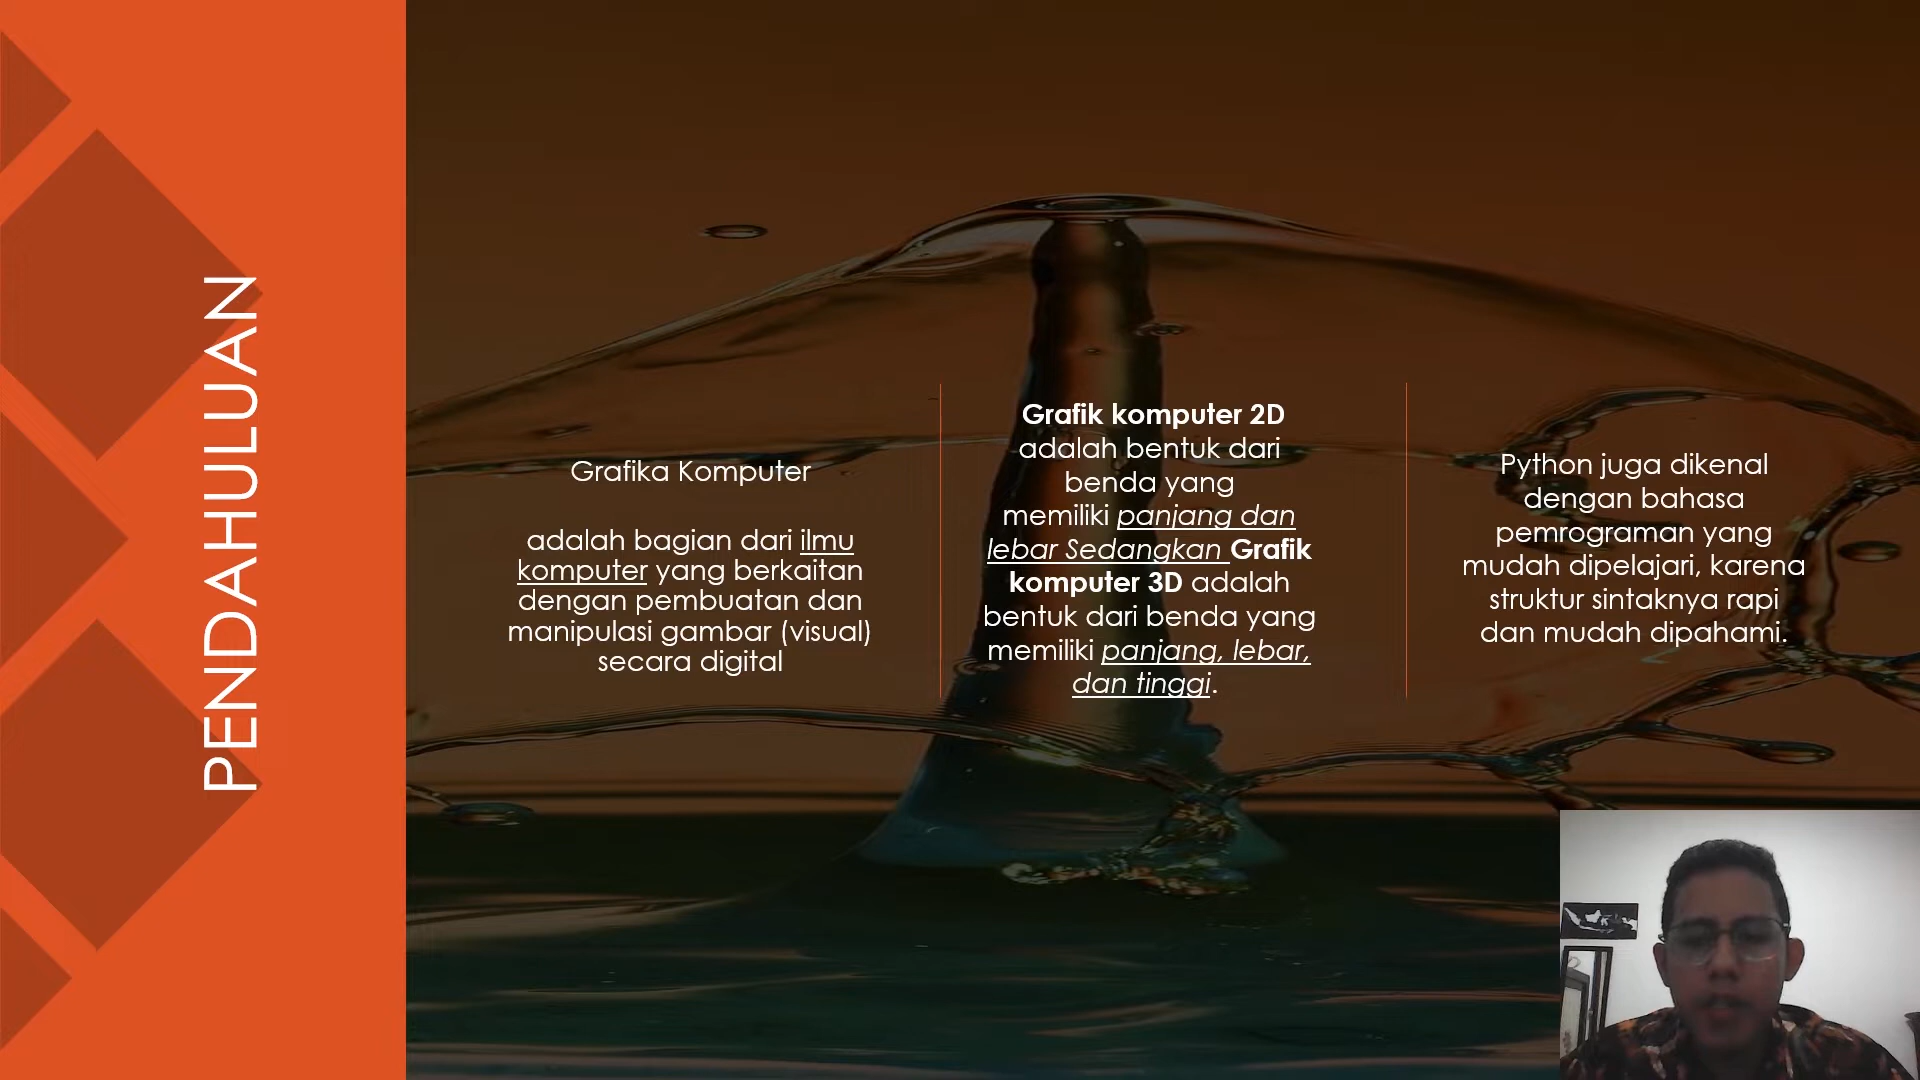 PENDAHULUAN
Grafika Komputer
adalah bagian dari ilmu
komputer yang berkaitan
dengan pembuatan dan
manipulasi gambar (visual)
secara digital
Grafik komputer 2D
adalah bentuk dari
benda yang
memiliki panjang dan
lebar Sedangkan Grafik
komputer 3D adalah
bentuk dari benda yang
memiliki panjang, lebar,
dan tinggi.
Python juga dikenal
dengan bahasa
pemrograman yang
mudah dipelajari, karena
struktur sintaknya rapi
dan mudah dipahami.